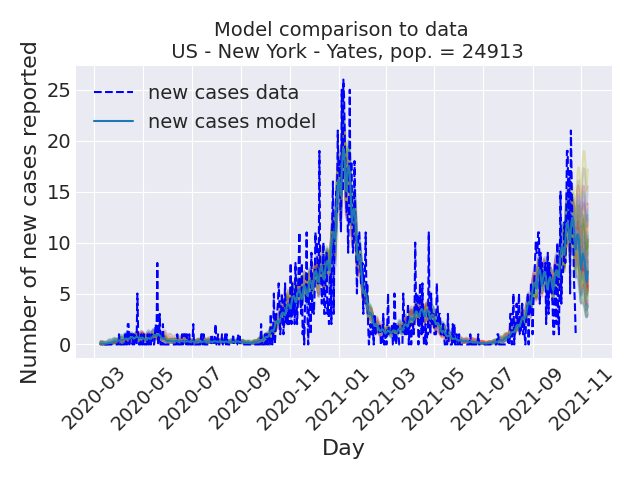 Model comparison to data
US - New York - Yates, pop. = 24913
Number of new cases reported
25
20
15
10
5
0
new cases data
new cases model
2020-03
2020-05
2020-07
2020-09
2020-11
2021-01
2021-03
2021-05
2021-07
2021-09
2021-11
Day